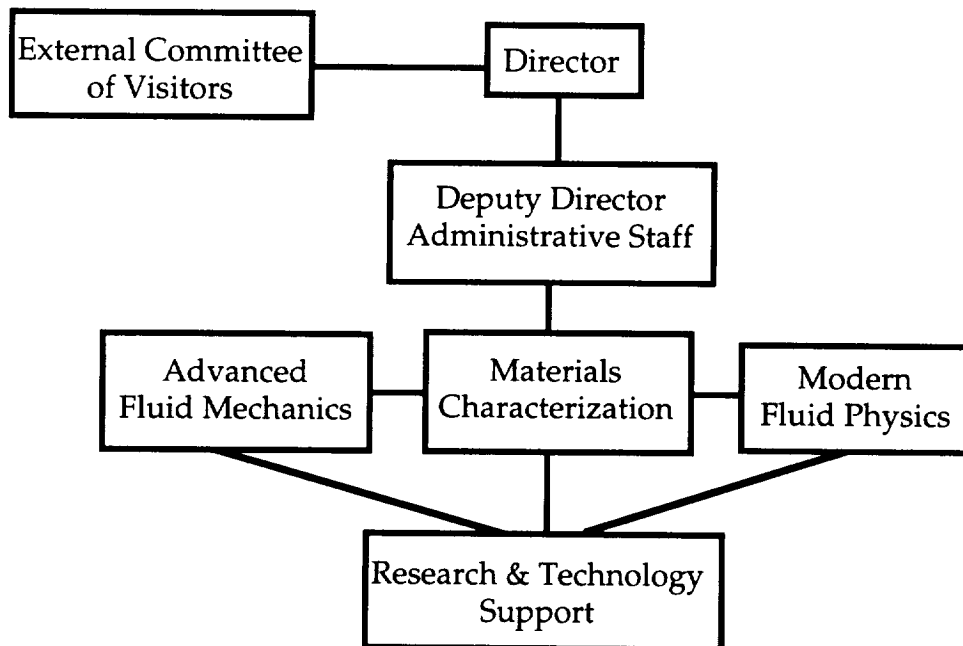 External Committee
of Visitors
Director
Deputy Director
Administrative Staff
Advanced
Fluid Mechanics
Materials
Characterization
Modern
Fluid Physics
Research & Technology
Support